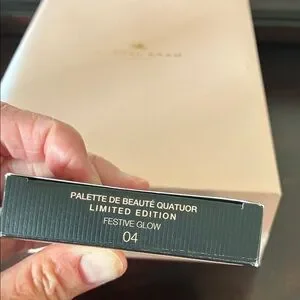 PALETTE DE BEAUTÉ QUATUOR
LIMITED EDITION
FESTIVE GLOW
04